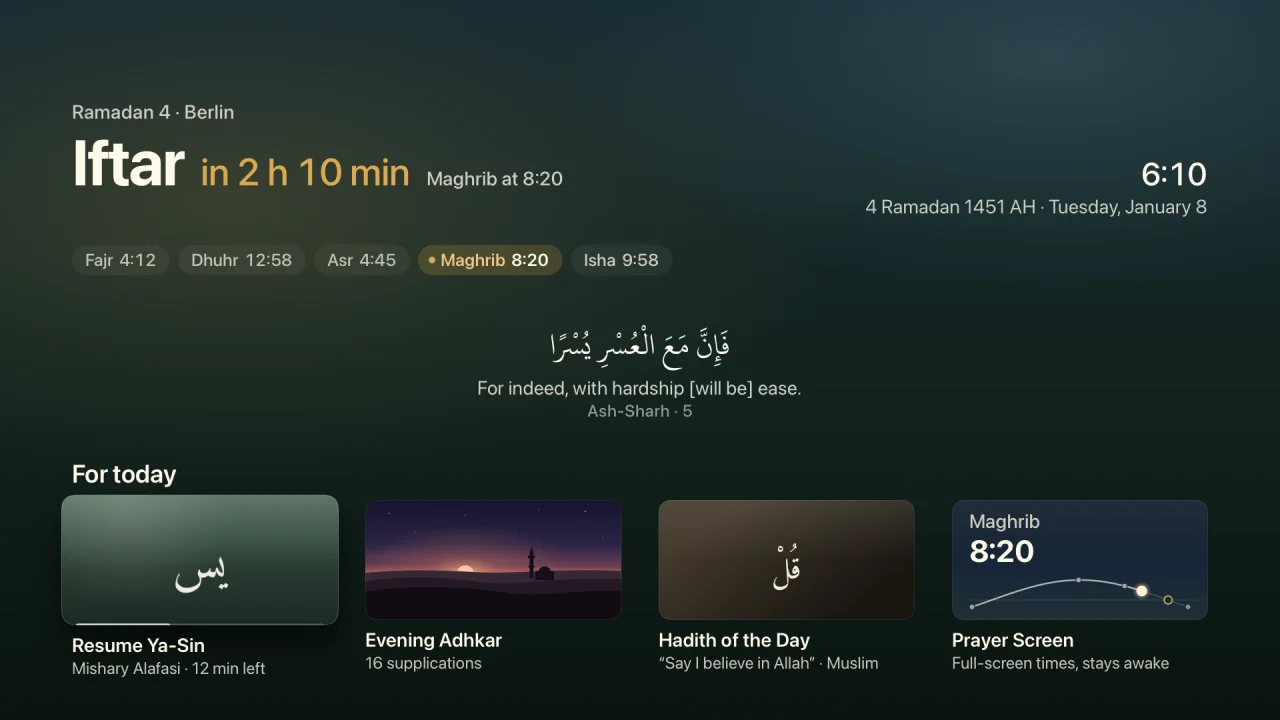 Ramadan 4 · Berlin
Iftar in 2 h 10 min Maghrib at 8:20
6:10
4 Ramadan 1451 AH · Tuesday, January 8
Fajr 4:12 Dhuhr 12:58 Asr 4:45 Maghrib 8:20 Isha 9:58
فَإِنَّ مَعَ الْعُسْرِ يُسْرًا
For indeed, with hardship [will be] ease.
Ash-Sharh · 5
For today
يس
Resume Ya-Sin
Mishary Alafasi · 12 min left
Evening Adhkar
16 supplications
قُلْ
Hadith of the Day
“Say I believe in Allah” · Muslim
Maghrib
8:20
Prayer Screen
Full-screen times, stays awake